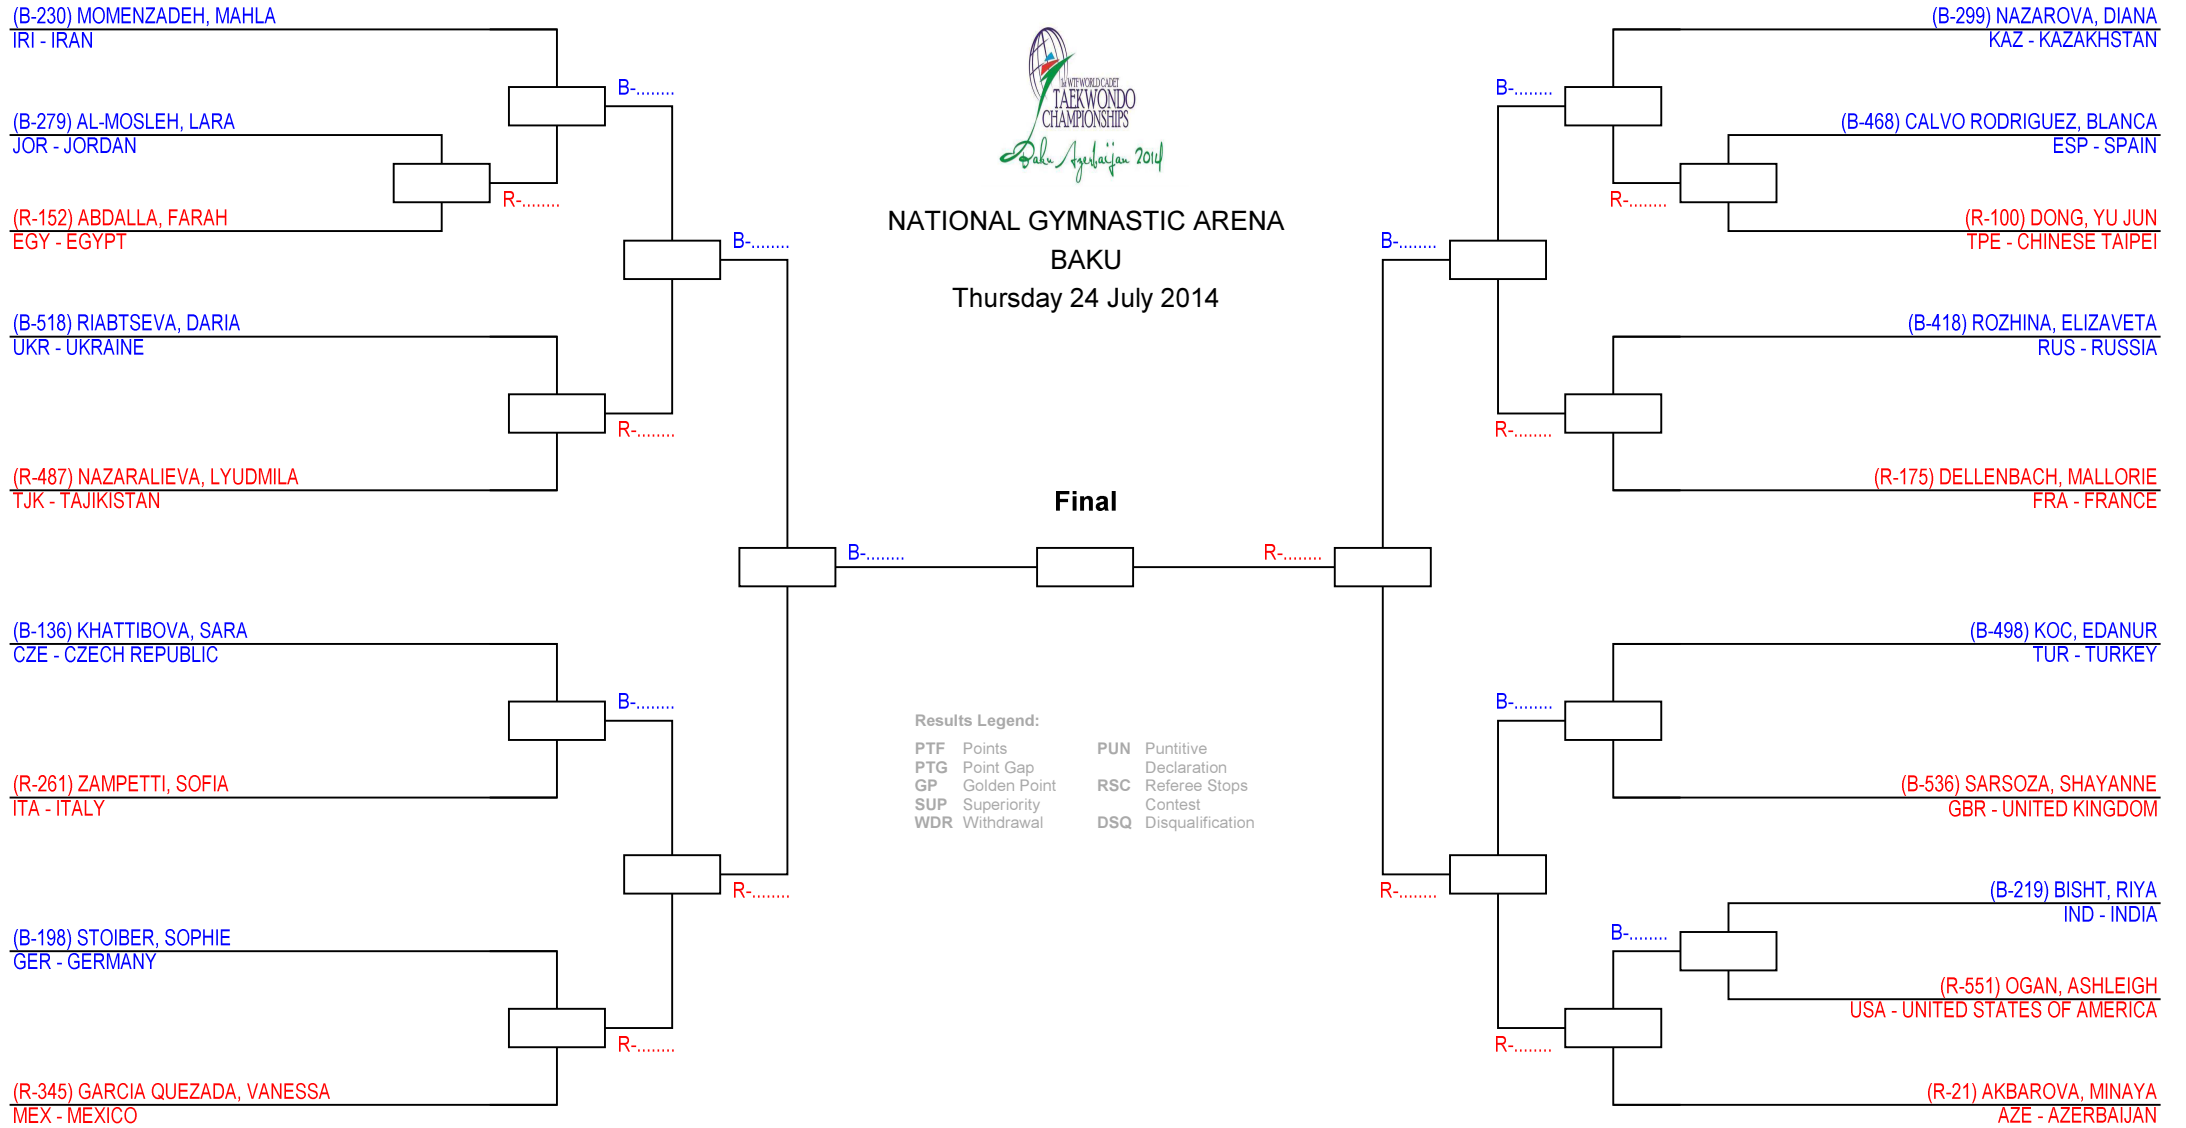 (B-230) MOMENZADEH, MAHLA
IRI - IRAN
(B-279) AL-MOSLEH, LARA
JOR - JORDAN
(R-152) ABDALLA, FARAH
EGY - EGYPT
(B-518) RIABTSEVA, DARIA
UKR - UKRAINE
(R-487) NAZARALIEVA, LYUDMILA
TJK - TAJIKISTAN
(B-136) KHATTIBOVA, SARA
CZE - CZECH REPUBLIC
(R-261) ZAMPETTI, SOFIA
ITA - ITALY
(B-198) STOIBER, SOPHIE
GER - GERMANY
(R-345) GARCIA QUEZADA, VANESSA
MEX - MEXICO
B-........
R-........
R-........
B-........
R-........
B-........
R-........
B-........
WTF WORLD CADET
TAEKWONDO
CHAMPIONSHIPS
Baku Azerbaijan 2014
NATIONAL GYMNASTIC ARENA
BAKU
Thursday 24 July 2014
Final
Results Legend:
PTF Points
PTG Point Gap
GP Golden Point
SUP Superiority
WDR Withdrawal
PUN Puntitive
Declaration
RSC Referee Stops
Contest
DSQ Disqualification
R-........
B-........
R-........
B-........
R-........
R-........
B-........
B-........
R-........
(B-299) NAZAROVA, DIANA
KAZ - KAZAKHSTAN
(B-468) CALVO RODRIGUEZ, BLANCA
ESP - SPAIN
(R-100) DONG, YU JUN
TPE - CHINESE TAIPEI
(B-418) ROZHINA, ELIZAVETA
RUS - RUSSIA
(R-175) DELLENBACH, MALLORIE
FRA - FRANCE
(B-498) KOC, EDANUR
TUR - TURKEY
(B-536) SARSOZA, SHAYANNE
GBR - UNITED KINGDOM
(B-219) BISHT, RIYA
IND - INDIA
(R-551) OGAN, ASHLEIGH
USA - UNITED STATES OF AMERICA
(R-21) AKBAROVA, MINAYA
AZE - AZERBAIJAN